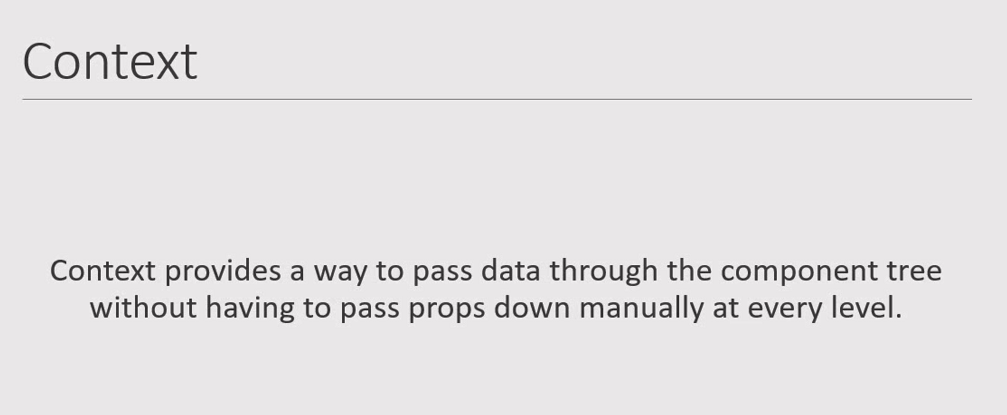 Context
Context provides a way to pass data through the component tree
without having to pass props down manually at every level.